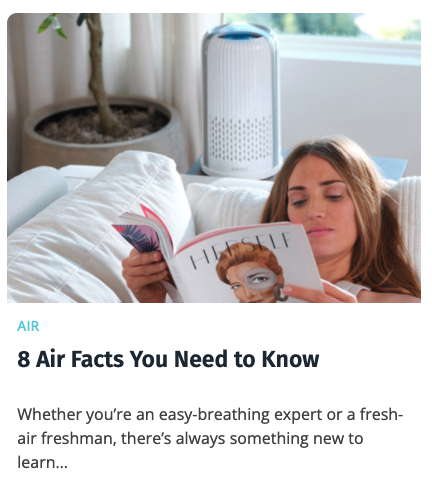 HERSELF
AIR
8 Air Facts You Need to Know
Whether you're an easy-breathing expert or a fresh-
air freshman, there's always something new to
learn...